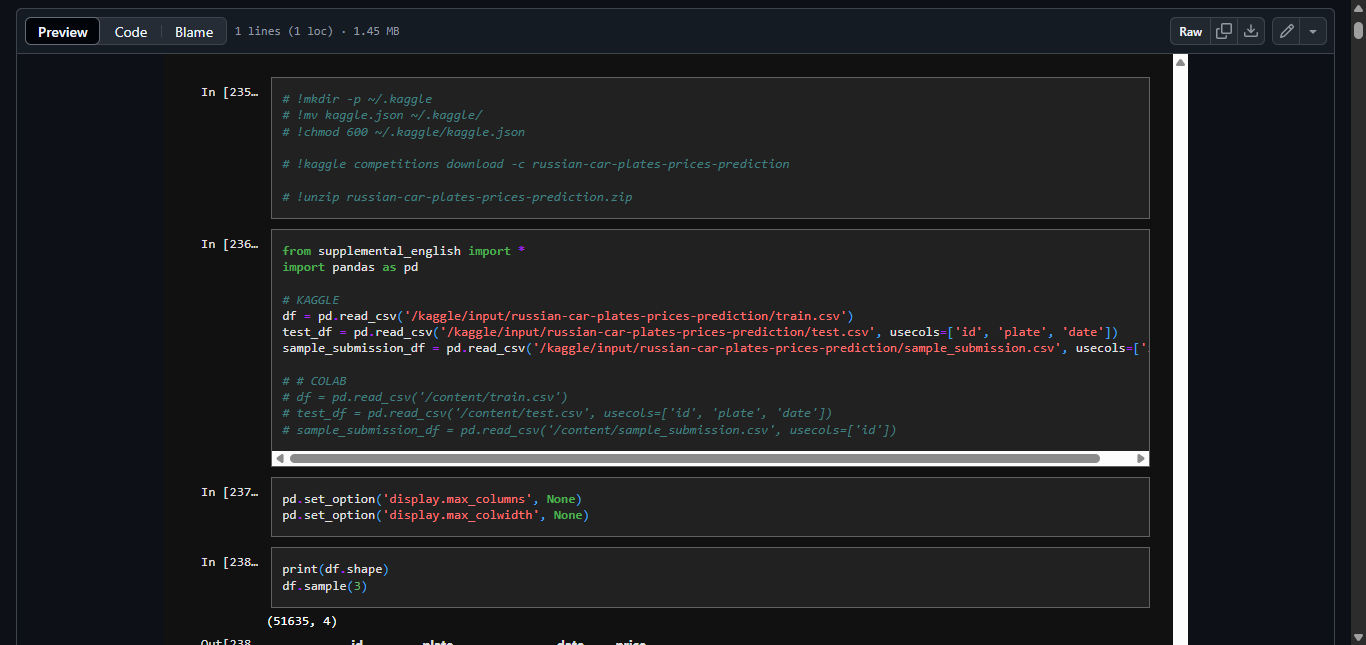 Preview Code Blame 1 lines (1 loc) · 1.45 MB Raw
In [235…
# !mkdir -p ~/.kaggle
# !mv kaggle.json ~/.kaggle/
# !chmod 600 ~/.kaggle/kaggle.json
# !kaggle competitions download -c russian-car-plates-prices-prediction
# !unzip russian-car-plates-prices-prediction.zip
In [236…
from supplemental_english import *
import pandas as pd
# KAGGLE
df = pd.read_csv('/kaggle/input/russian-car-plates-prices-prediction/train.csv')
test_df = pd.read_csv('/kaggle/input/russian-car-plates-prices-prediction/test.csv', usecols=['id', 'plate', 'date'])
sample_submission_df = pd.read_csv('/kaggle/input/russian-car-plates-prices-prediction/sample_submission.csv', usecols=['
# # COLAB
# df = pd.read_csv('/content/train.csv')
# test_df = pd.read_csv('/content/test.csv', usecols=['id', 'plate', 'date'])
# sample_submission_df = pd.read_csv('/content/sample_submission.csv', usecols=['id'])
In [237…
pd.set_option('display.max_columns', None)
pd.set_option('display.max_colwidth', None)
In [238…
print(df.shape)
df.sample(3)
(51635, 4)
Out[238 id plate date price